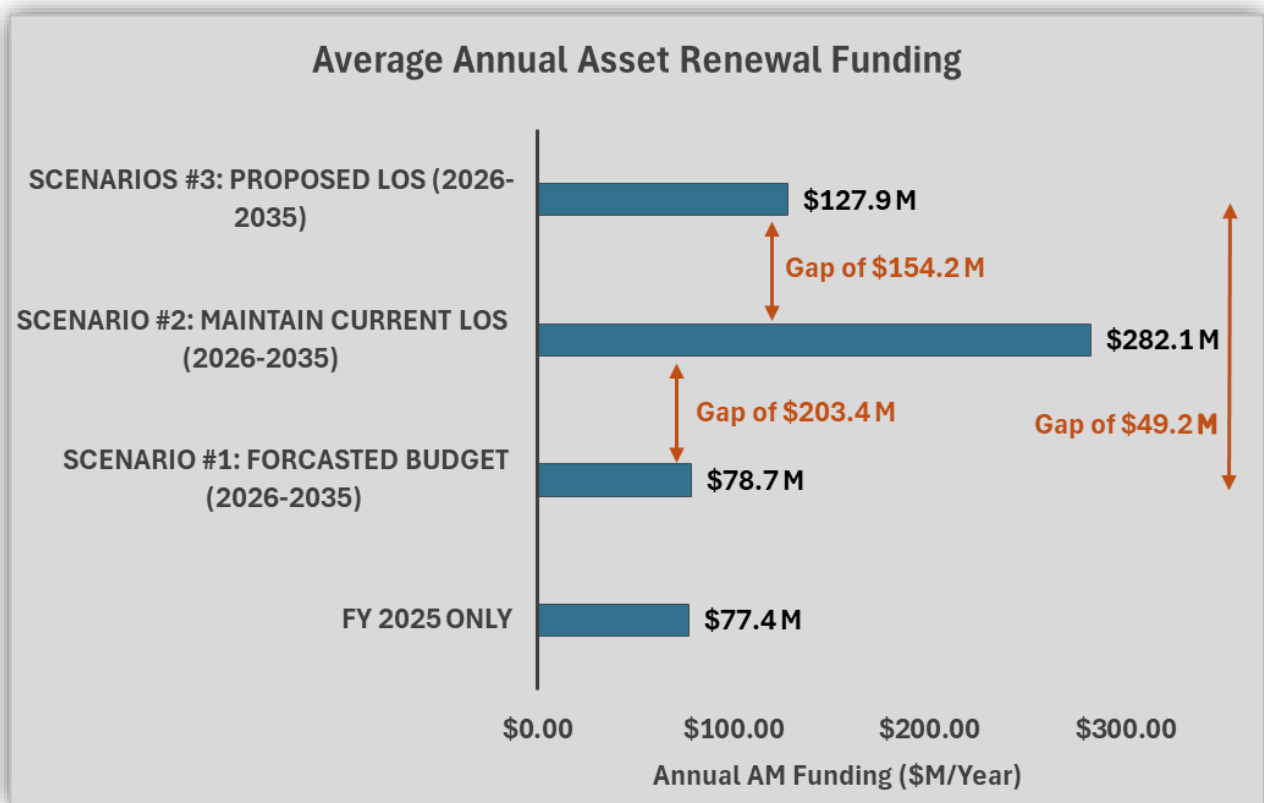 Average Annual Asset Renewal Funding
SCENARIOS #3: PROPOSED LOS (2026-
2035)
$127.9 M
Gap of $154.2 M
SCENARIO #2: MAINTAIN CURRENT LOS
(2026-2035)
$282.1 M
Gap of $203.4 M
Gap of $49.2 M
SCENARIO #1: FORCASTED BUDGET
(2026-2035)
$78.7 M
FY 2025 ONLY
$77.4 M
$0.00
$100.00
$200.00
$300.00
Annual AM Funding ($M/Year)